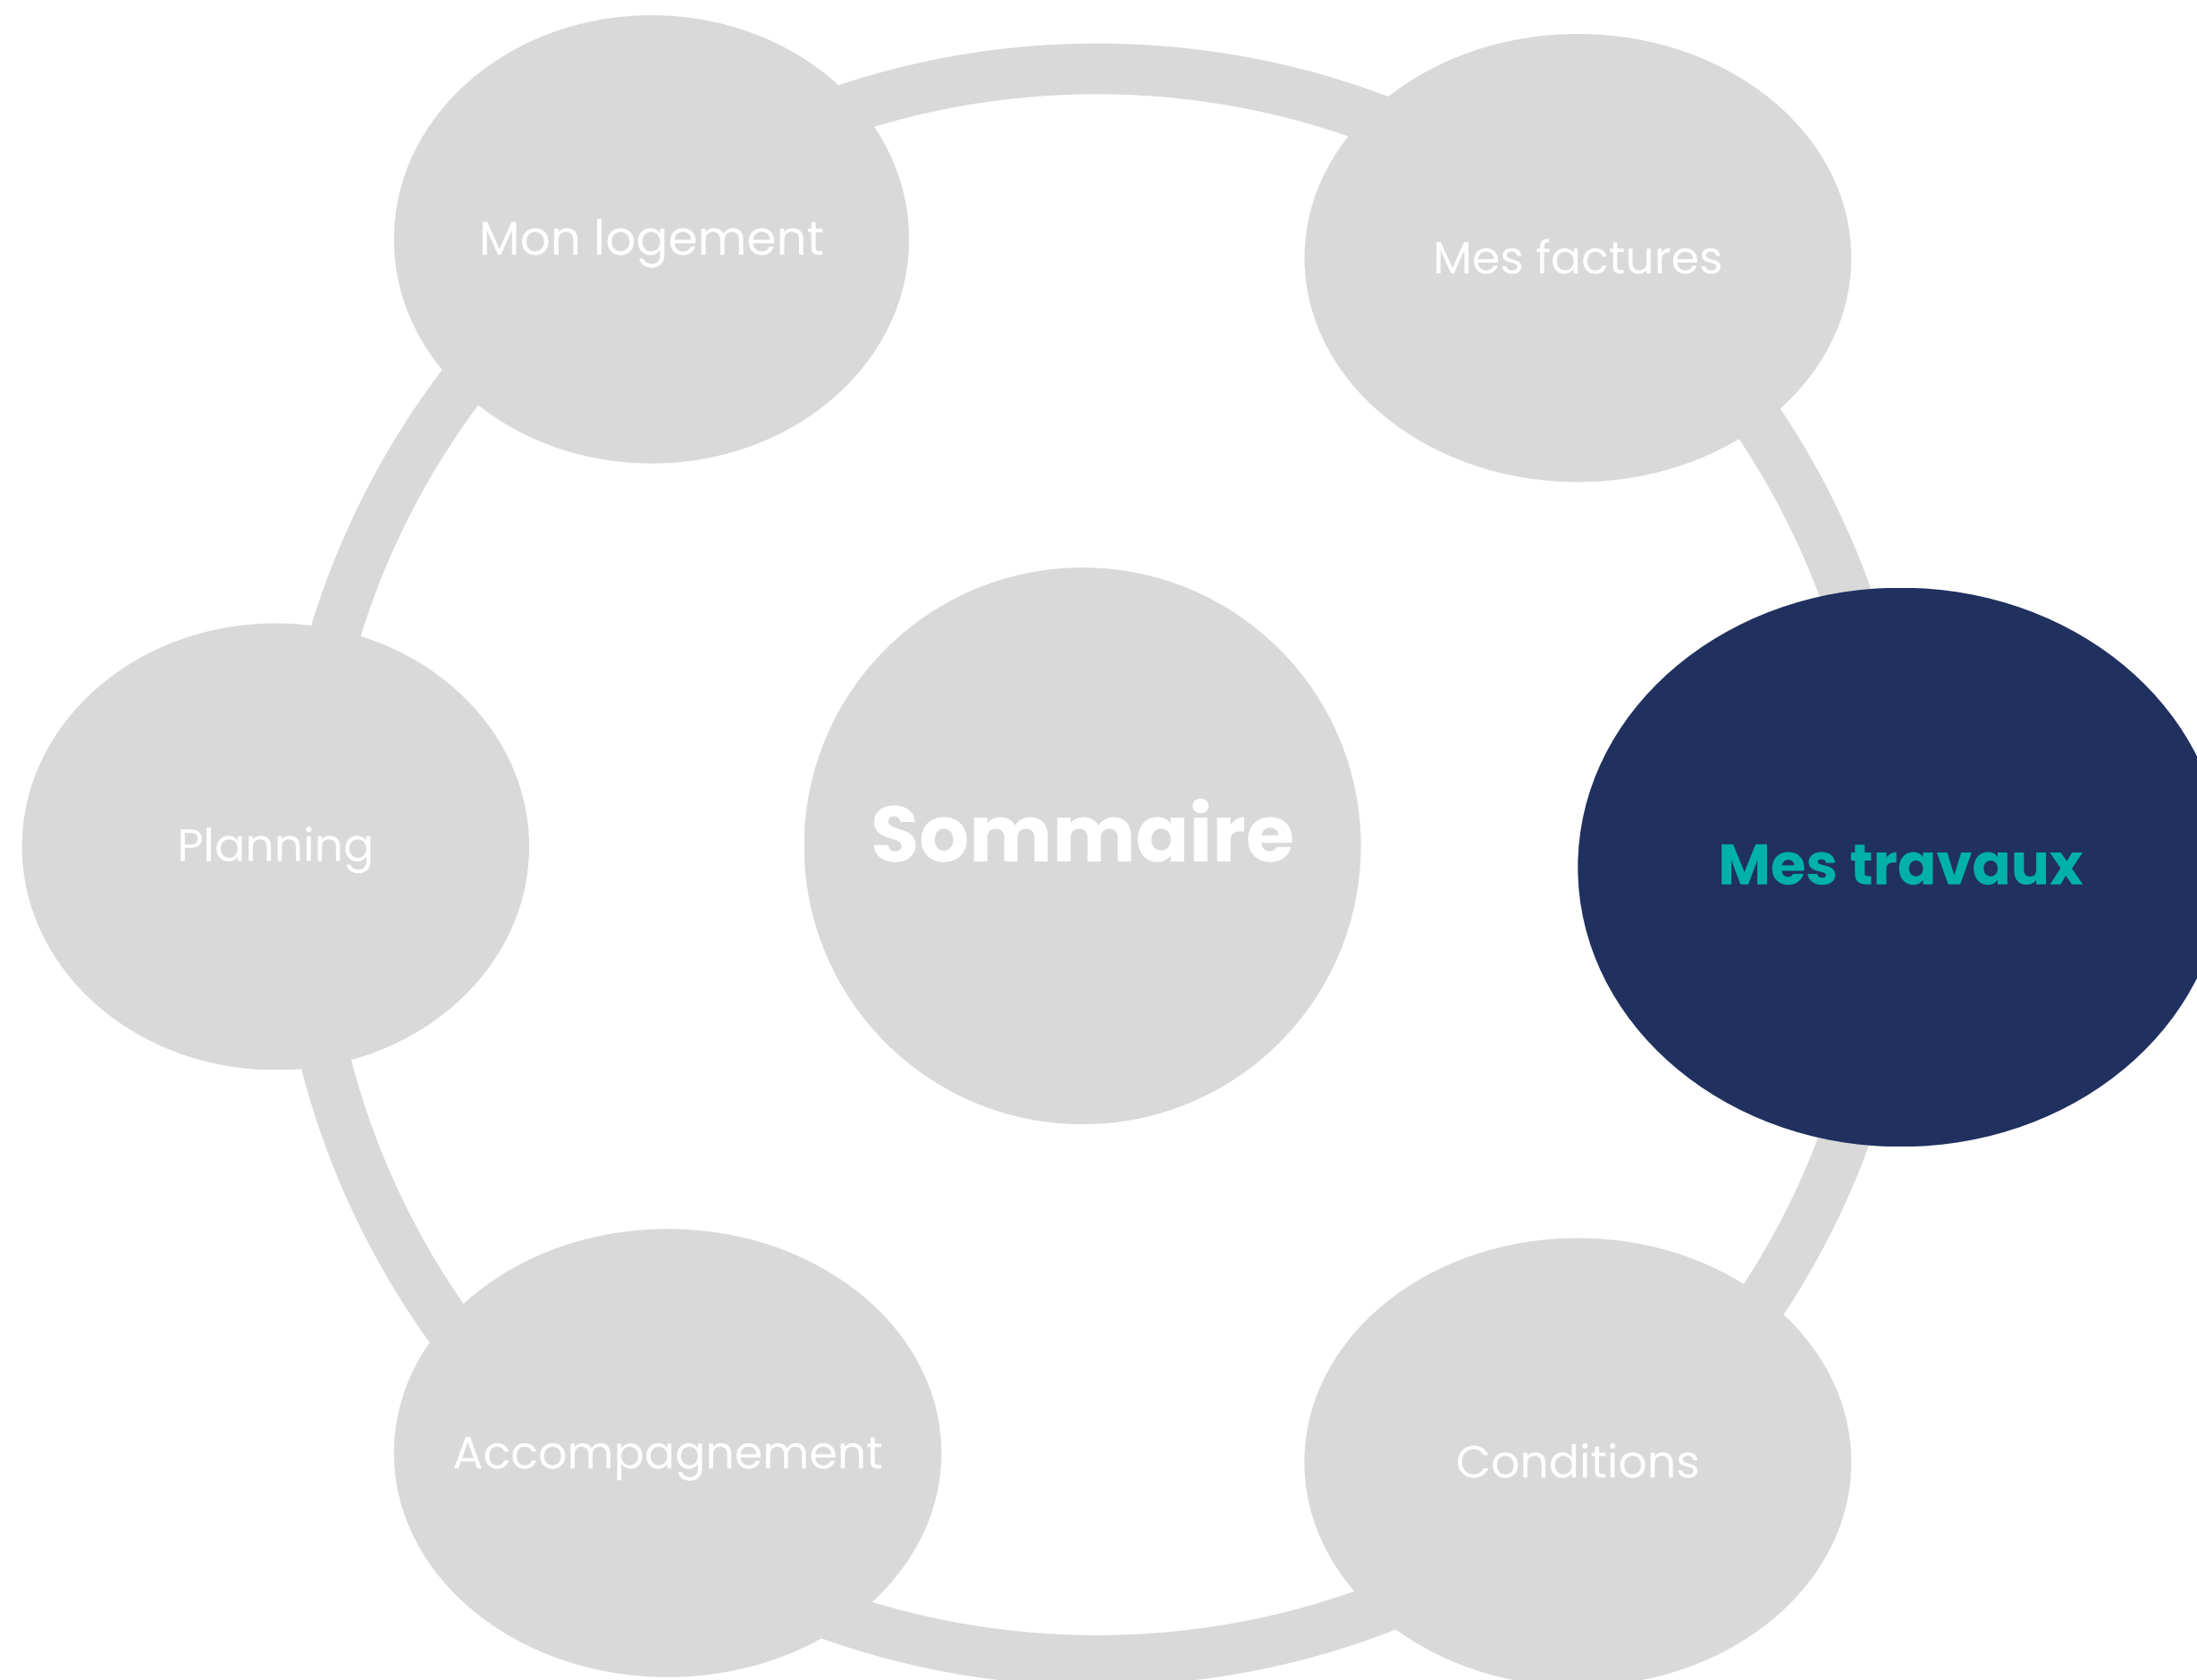 Mon logement
Mes factures
Sommaire
Planning
Mes travaux
Accompagnement
Conditions